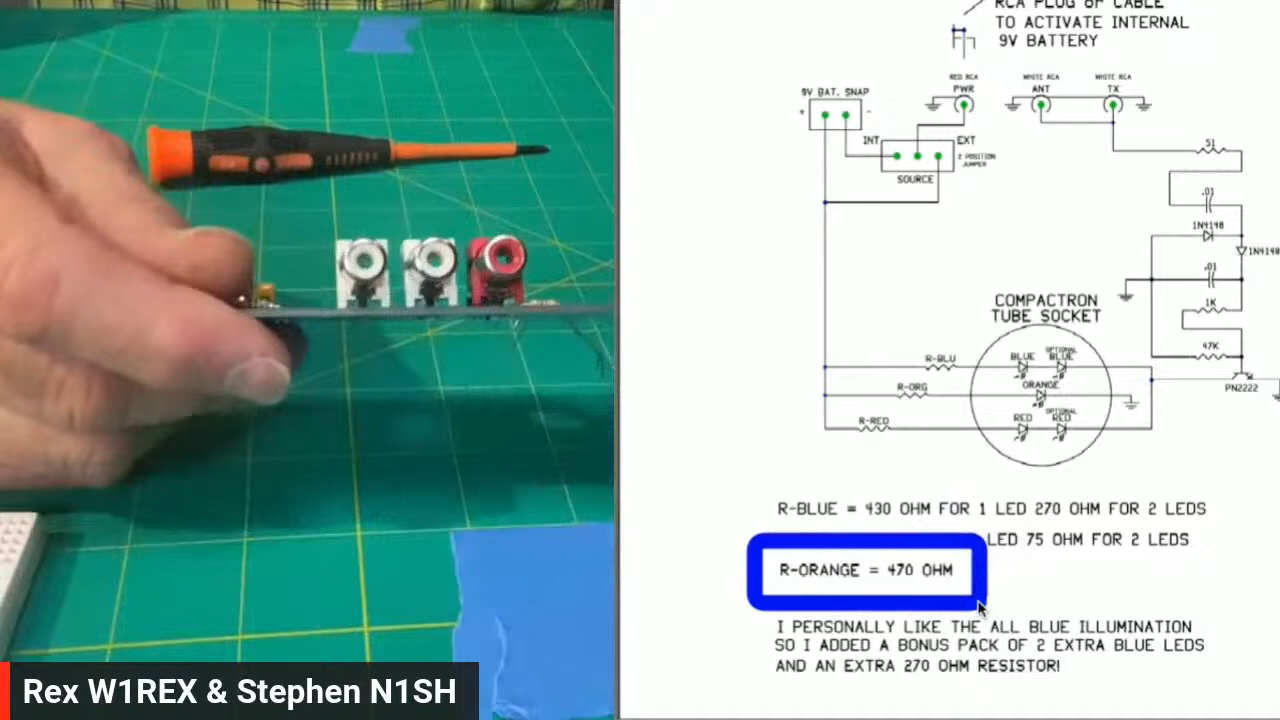 RCA PLUG OF CABLE
TO ACTIVATE INTERNAL
9V BATTERY
RED RCA
WHITE RCA
WHITE RCA
9V BAT. SNAP
PWR
ANT
TX
+
-
INT
EXT
2 POSITION
JUMPER
SOURCE
51
.01
1N4148
1N4148
.01
COMPACTRON
TUBE SOCKET
1K
47K
R-BLU
BLUE
OPTIONAL
BLUE
PN2222
R-ORG
ORANGE
R-RED
RED
OPTIONAL
RED
R-BLUE = 430 OHM FOR 1 LED 270 OHM FOR 2 LEDS
LED 75 OHM FOR 2 LEDS
R-ORANGE = 470 OHM
I PERSONALLY LIKE THE ALL BLUE ILLUMINATION
SO I ADDED A BONUS PACK OF 2 EXTRA BLUE LEDS
AND AN EXTRA 270 OHM RESISTOR!
Rex W1REX & Stephen N1SH